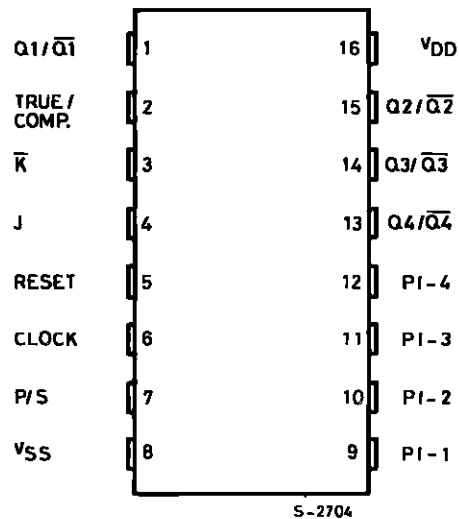 Q1/Q̅1̅ 1 16 VDD
TRUE/
COMP. 2 15 Q2/Q̅2̅
K̅ 3 14 Q3/Q̅3̅
J 4 13 Q4/Q̅4̅
RESET 5 12 PI-4
CLOCK 6 11 PI-3
P/S 7 10 PI-2
VSS 8 9 PI-1
S-2704